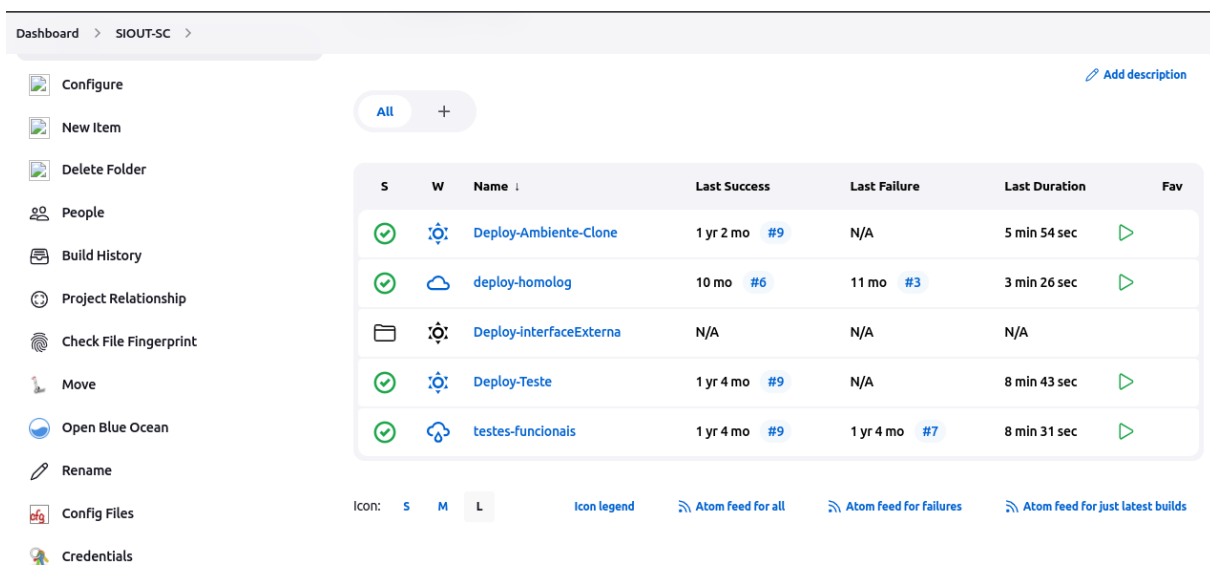 Dashboard > SIOUT-SC >
Configure
New Item
Delete Folder
People
Build History
Project Relationship
Check File Fingerprint
Move
Open Blue Ocean
Rename
cfg Config Files
Credentials
Add description
All +
S W Name ↓ Last Success Last Failure Last Duration Fav
Deploy-Ambiente-Clone 1 yr 2 mo #9 N/A 5 min 54 sec
deploy-homolog 10 mo #6 11 mo #3 3 min 26 sec
Deploy-interfaceExterna N/A N/A N/A
Deploy-Teste 1 yr 4 mo #9 N/A 8 min 43 sec
testes-funcionais 1 yr 4 mo #9 1 yr 4 mo #7 8 min 31 sec
Icon: S M L Icon legend Atom feed for all Atom feed for failures Atom feed for just latest builds